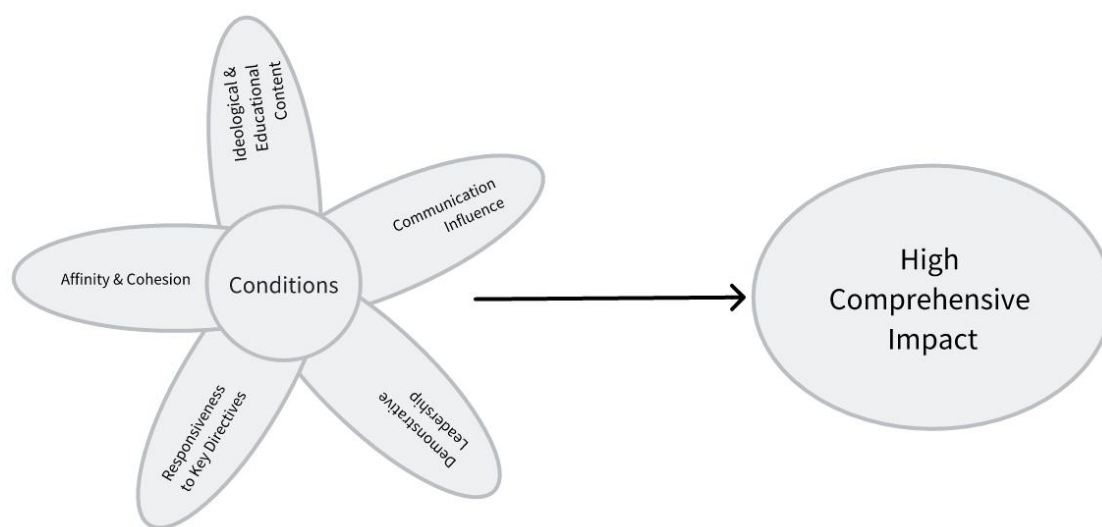 Ideological &
Educational
Content
Communication
Influence
Affinity & Cohesion
Conditions
High
Comprehensive
Impact
Demonstrative
Leadership
Responsiveness
to Key Directives